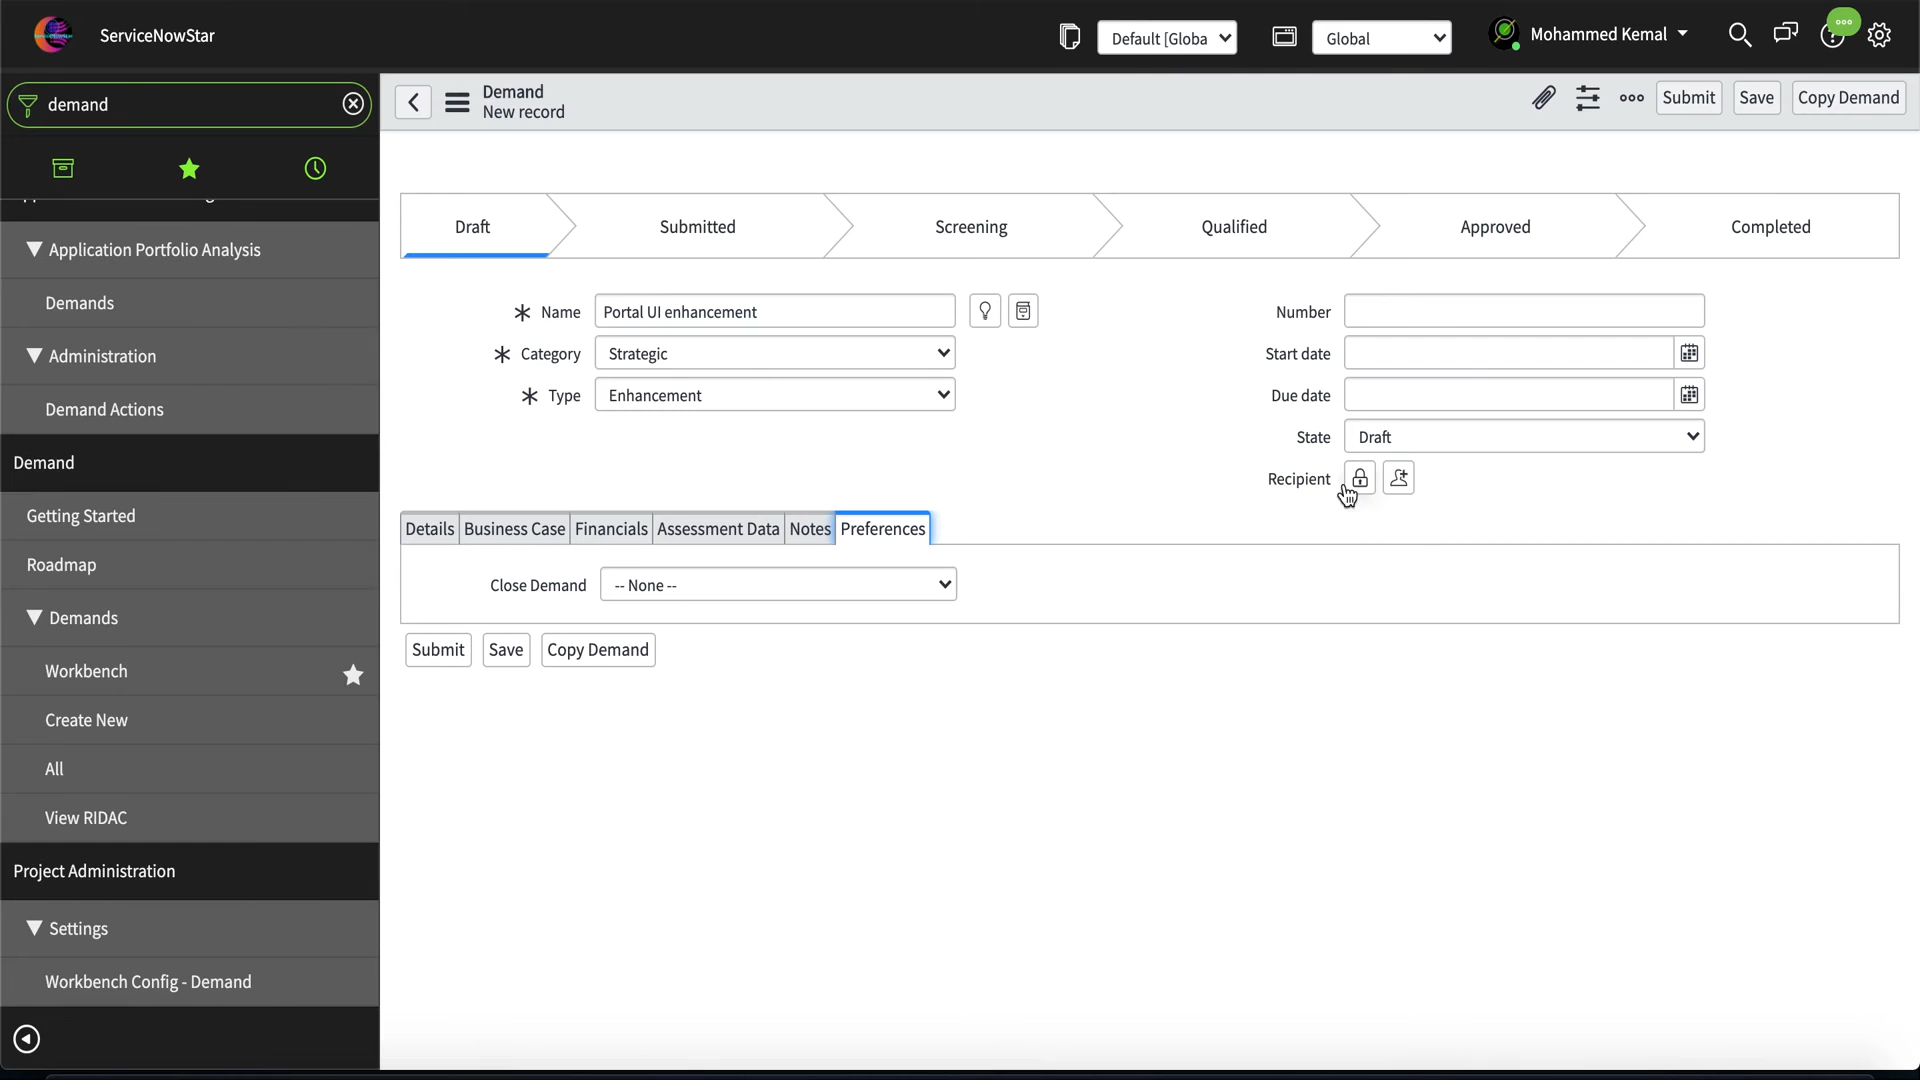 ServiceNowStar
Default [Globa
Global
Mohammed Kemal
demand
Demand
New record
Submit
Save
Copy Demand
Application Portfolio Analysis
Demands
Administration
Demand Actions
Demand
Getting Started
Roadmap
Demands
Workbench
Create New
All
View RIDAC
Project Administration
Settings
Workbench Config - Demand
Draft
Submitted
Screening
Qualified
Approved
Completed
Name
Portal UI enhancement
Category
Strategic
Type
Enhancement
Number
Start date
Due date
State
Draft
Recipient
Details
Business Case
Financials
Assessment Data
Notes
Preferences
Close Demand
-- None --
Submit
Save
Copy Demand